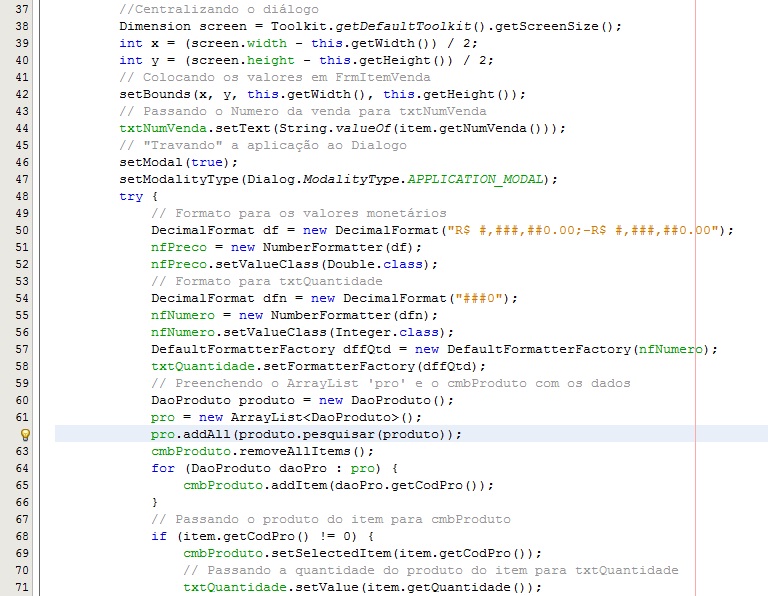 37 //Centralizando o diálogo
38 Dimension screen = Toolkit.getDefaultToolkit().getScreenSize();
39 int x = (screen.width - this.getWidth()) / 2;
40 int y = (screen.height - this.getHeight()) / 2;
41 // Colocando os valores em FrmItemVenda
42 setBounds(x, y, this.getWidth(), this.getHeight());
43 // Passando o Numero da venda para txtNumVenda
44 txtNumVenda.setText(String.valueOf(item.getNumVenda()));
45 // "Travando" a aplicação ao Dialogo
46 setModal(true);
47 setModalityType(Dialog.ModalityType.APPLICATION_MODAL);
48 try {
49 // Formato para os valores monetários
50 DecimalFormat df = new DecimalFormat("R$ #,###,##0.00;-R$ #,###,##0.00");
51 nfPreco = new NumberFormatter(df);
52 nfPreco.setValueClass(Double.class);
53 // Formato para txtQuantidade
54 DecimalFormat dfn = new DecimalFormat("###0");
55 nfNumero = new NumberFormatter(dfn);
56 nfNumero.setValueClass(Integer.class);
57 DefaultFormatterFactory dffQtd = new DefaultFormatterFactory(nfNumero);
58 txtQuantidade.setFormatterFactory(dffQtd);
59 // Preenchendo o ArrayList 'pro' e o cmbProduto com os dados
60 DaoProduto produto = new DaoProduto();
61 pro = new ArrayList<DaoProduto>();
pro.addAll(produto.pesquisar(produto));
63 cmbProduto.removeAllItems();
64 for (DaoProduto daoPro : pro) {
65 cmbProduto.addItem(daoPro.getCodPro());
66 }
67 // Passando o produto do item para cmbProduto
68 if (item.getCodPro() != 0) {
69 cmbProduto.setSelectedItem(item.getCodPro());
70 // Passando a quantidade do produto do item para txtQuantidade
71 txtQuantidade.setValue(item.getQuantidade());